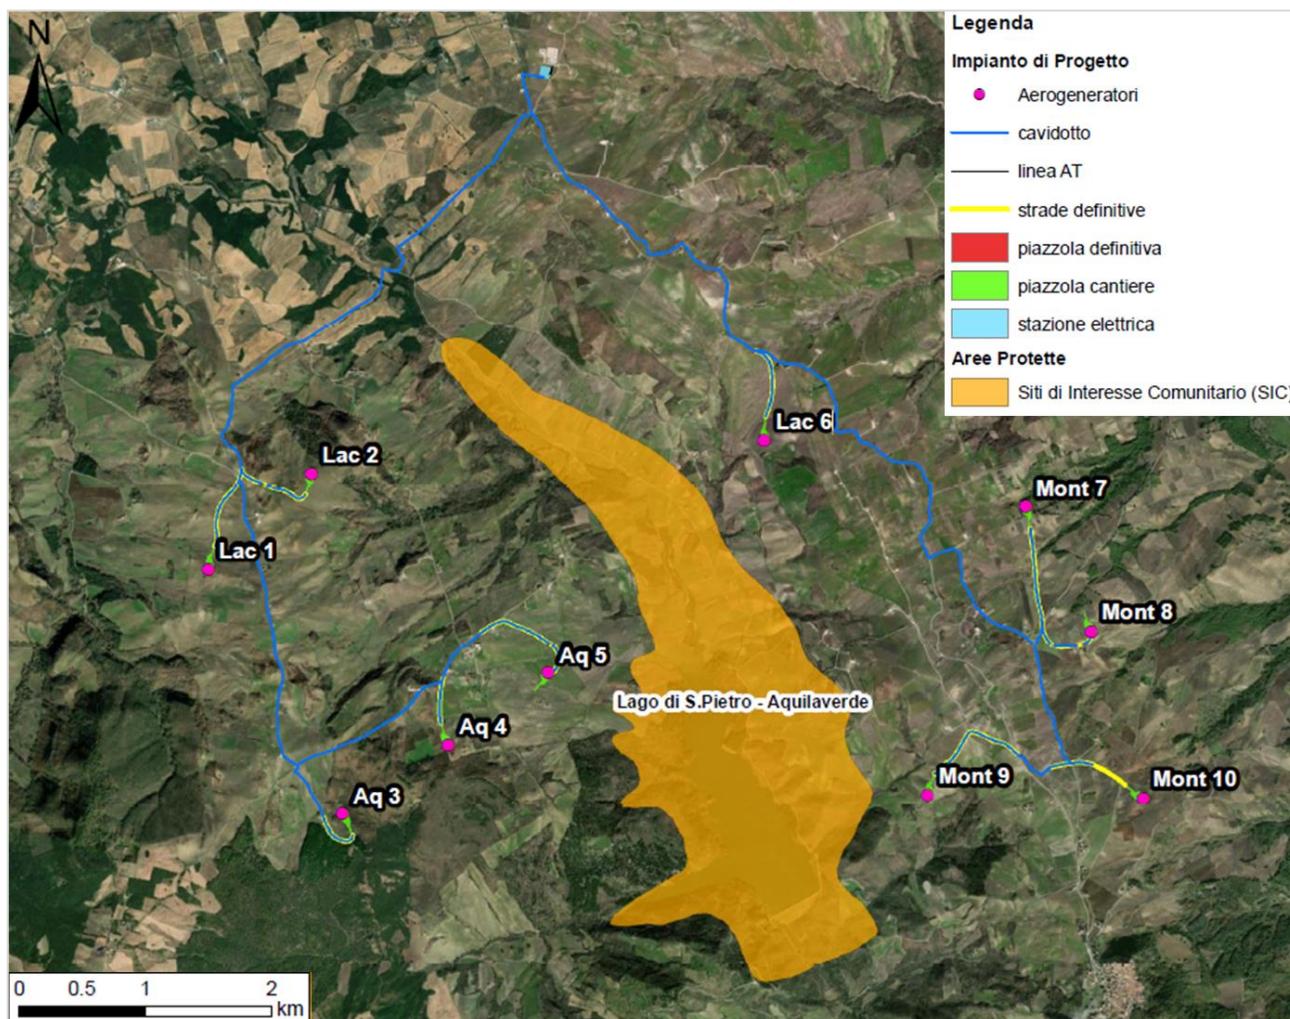 N
Legenda
Impianto di Progetto
Aerogeneratori
cavidotto
linea AT
strade definitive
piazzola definitiva
piazzola cantiere
stazione elettrica
Aree Protette
Siti di Interesse Comunitario (SIC)
Lac 6
Lac 2
Mont 7
Lac 1
Mont 8
Aq 5
Lago di S.Pietro - Aquilaverde
Aq 4
Mont 9
Mont 10
Aq 3
0 0.5 1 2
km